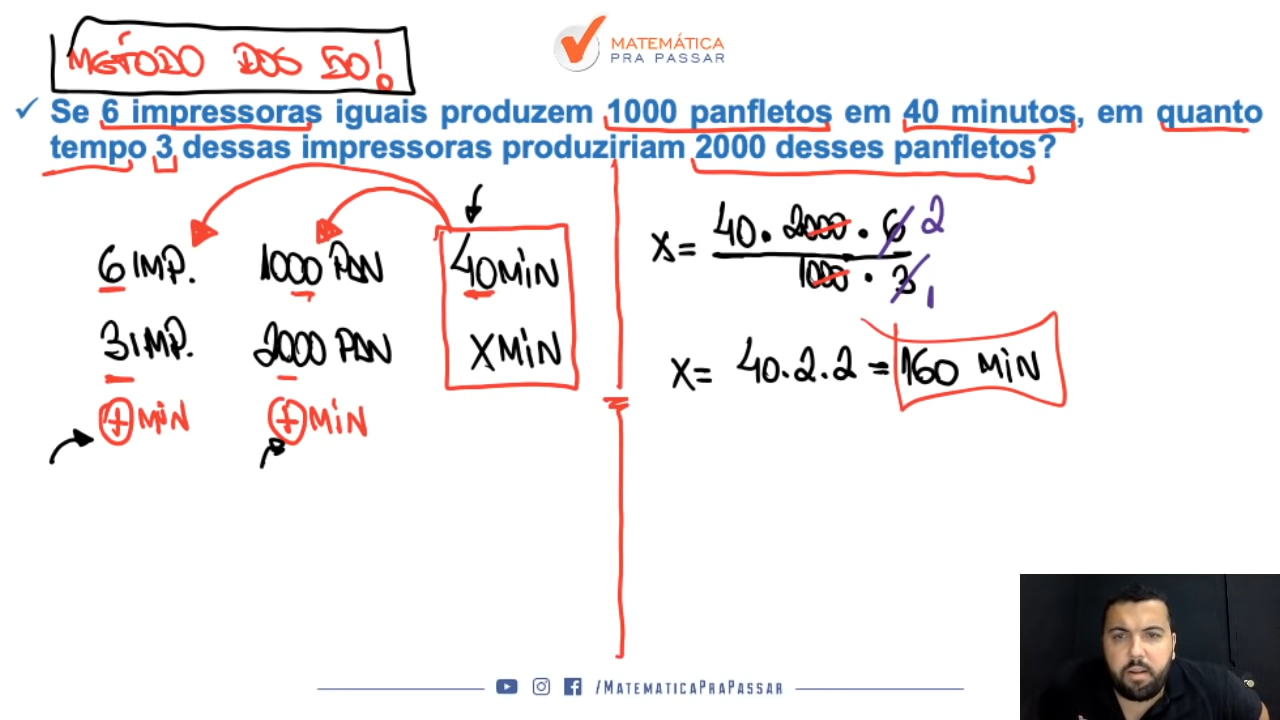 MÉTODO DOS 50!
MATEMÁTICA
PRA PASSAR
✓ Se 6 impressoras iguais produzem 1000 panfletos em 40 minutos, em quanto
tempo 3 dessas impressoras produziriam 2000 desses panfletos?
6 IMP. 1000 PAN 40 MIN
3 IMP. 2000 PAN X MIN
+ MIN + MIN
X = 40 . 2000 . 6 2
1000 . 3 1
X = 40.2.2 = 160 MIN
/MATEMATICAPRAPASSAR